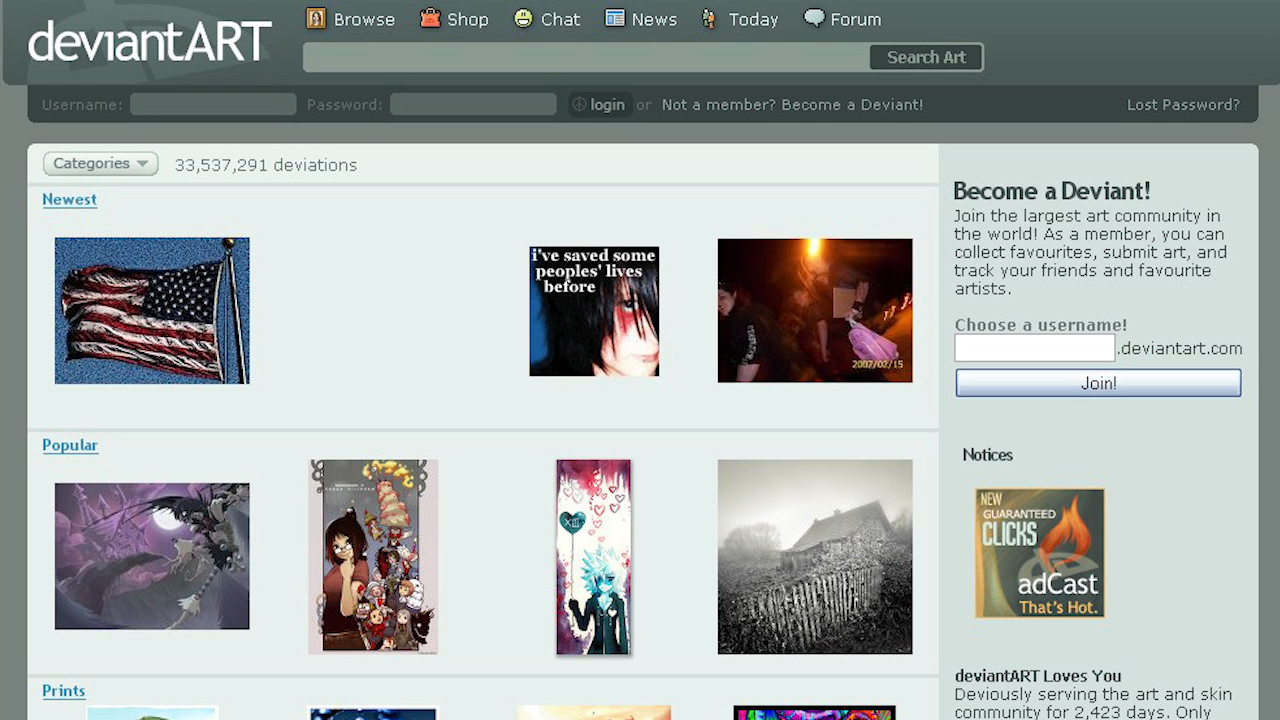 deviantART
Browse Shop Chat News Today Forum
Search Art
Username: Password: login or Not a member? Become a Deviant! Lost Password?
Categories 33,537,291 deviations
Newest
i've saved some
peoples' lives
before
2007/02/15
Popular
XIII
Prints
Become a Deviant!
Join the largest art community in
the world! As a member, you can
collect favourites, submit art, and
track your friends and favourite
artists.
Choose a username!
.deviantart.com
Join!
Notices
NEW
GUARANTEED
CLICKS
adCast
That's Hot.
deviantART Loves You
Deviously serving the art and skin
community for 2,423 days. Only